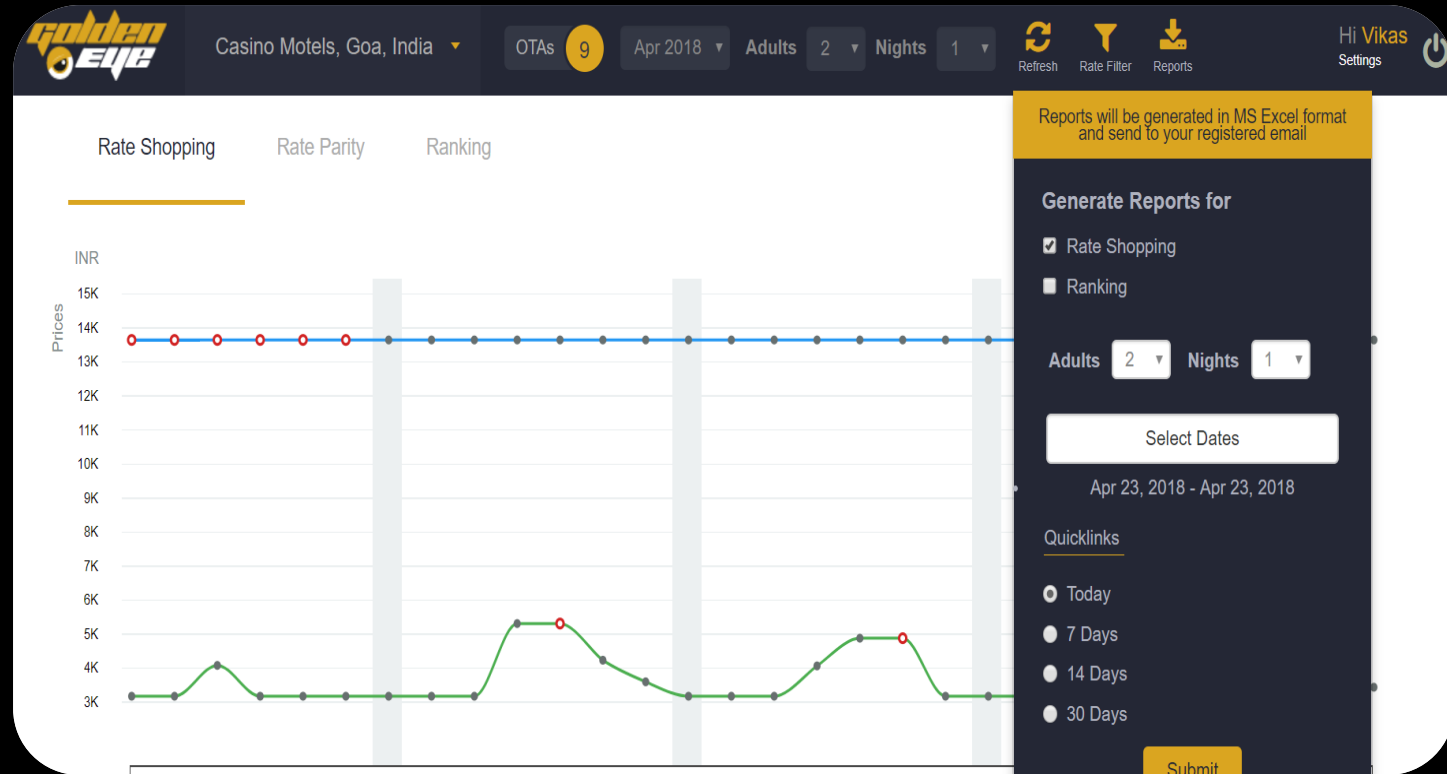 golden
EYE
Casino Motels, Goa, India
OTAs 9 Apr 2018 Adults 2 Nights 1
Refresh Rate Filter Reports
Hi Vikas
Settings
Reports will be generated in MS Excel format
and send to your registered email
Rate Shopping Rate Parity Ranking
Generate Reports for
Rate Shopping
Ranking
Adults 2 Nights 1
Select Dates
Apr 23, 2018 - Apr 23, 2018
Quicklinks
Today
7 Days
14 Days
30 Days
Submit
INR
Prices
15K
14K
13K
12K
11K
10K
9K
8K
7K
6K
5K
4K
3K